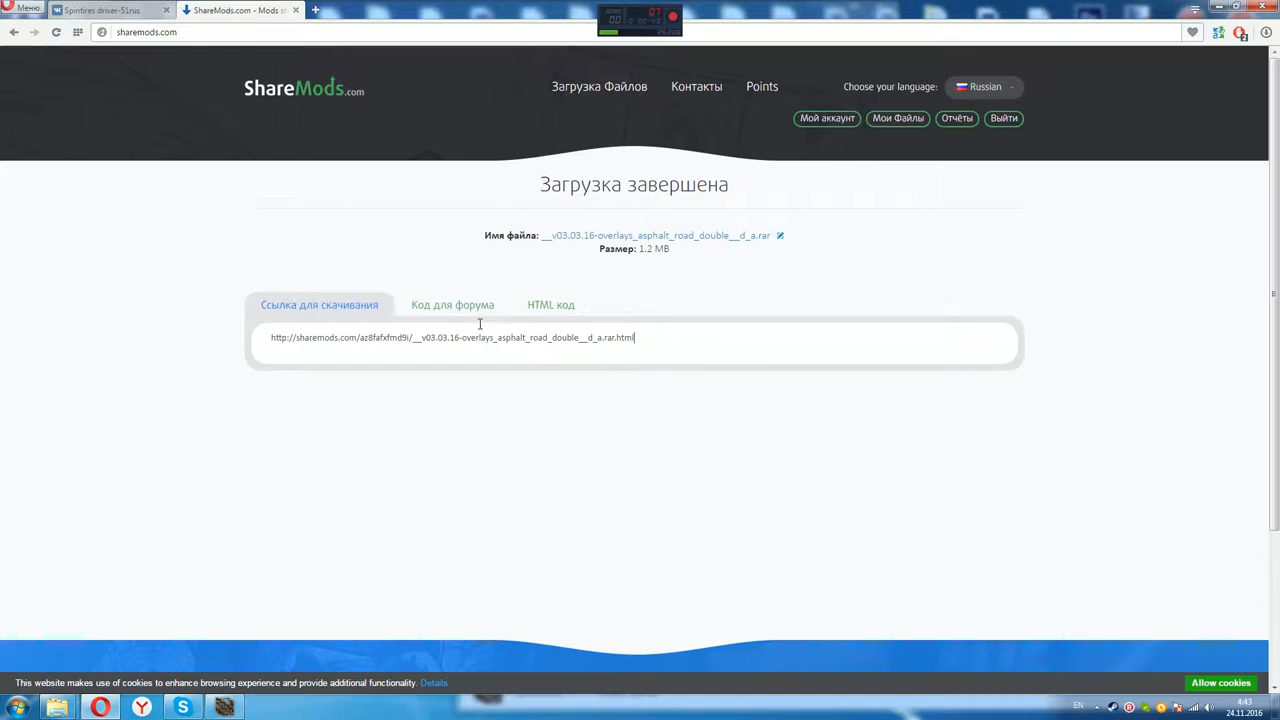 Меню
Spintires driver-51rus
ShareMods.com - Mods s
sharemods.com
ShareMods.com
Загрузка Файлов
Контакты
Points
Choose your language:
Russian
Мой аккаунт
Мои Файлы
Отчёты
Выйти
Загрузка завершена
Имя файла: __v03.03.16-overlays_asphalt_road_double__d_a.rar
Размер: 1.2 MB
Ссылка для скачивания
Код для форума
HTML код
http://sharemods.com/az8fafxfmd9i/__v03.03.16-overlays_asphalt_road_double__d_a.rar.html
This website makes use of cookies to enhance browsing experience and provide additional functionality. Details
Allow cookies
EN
4:43
24.11.2016